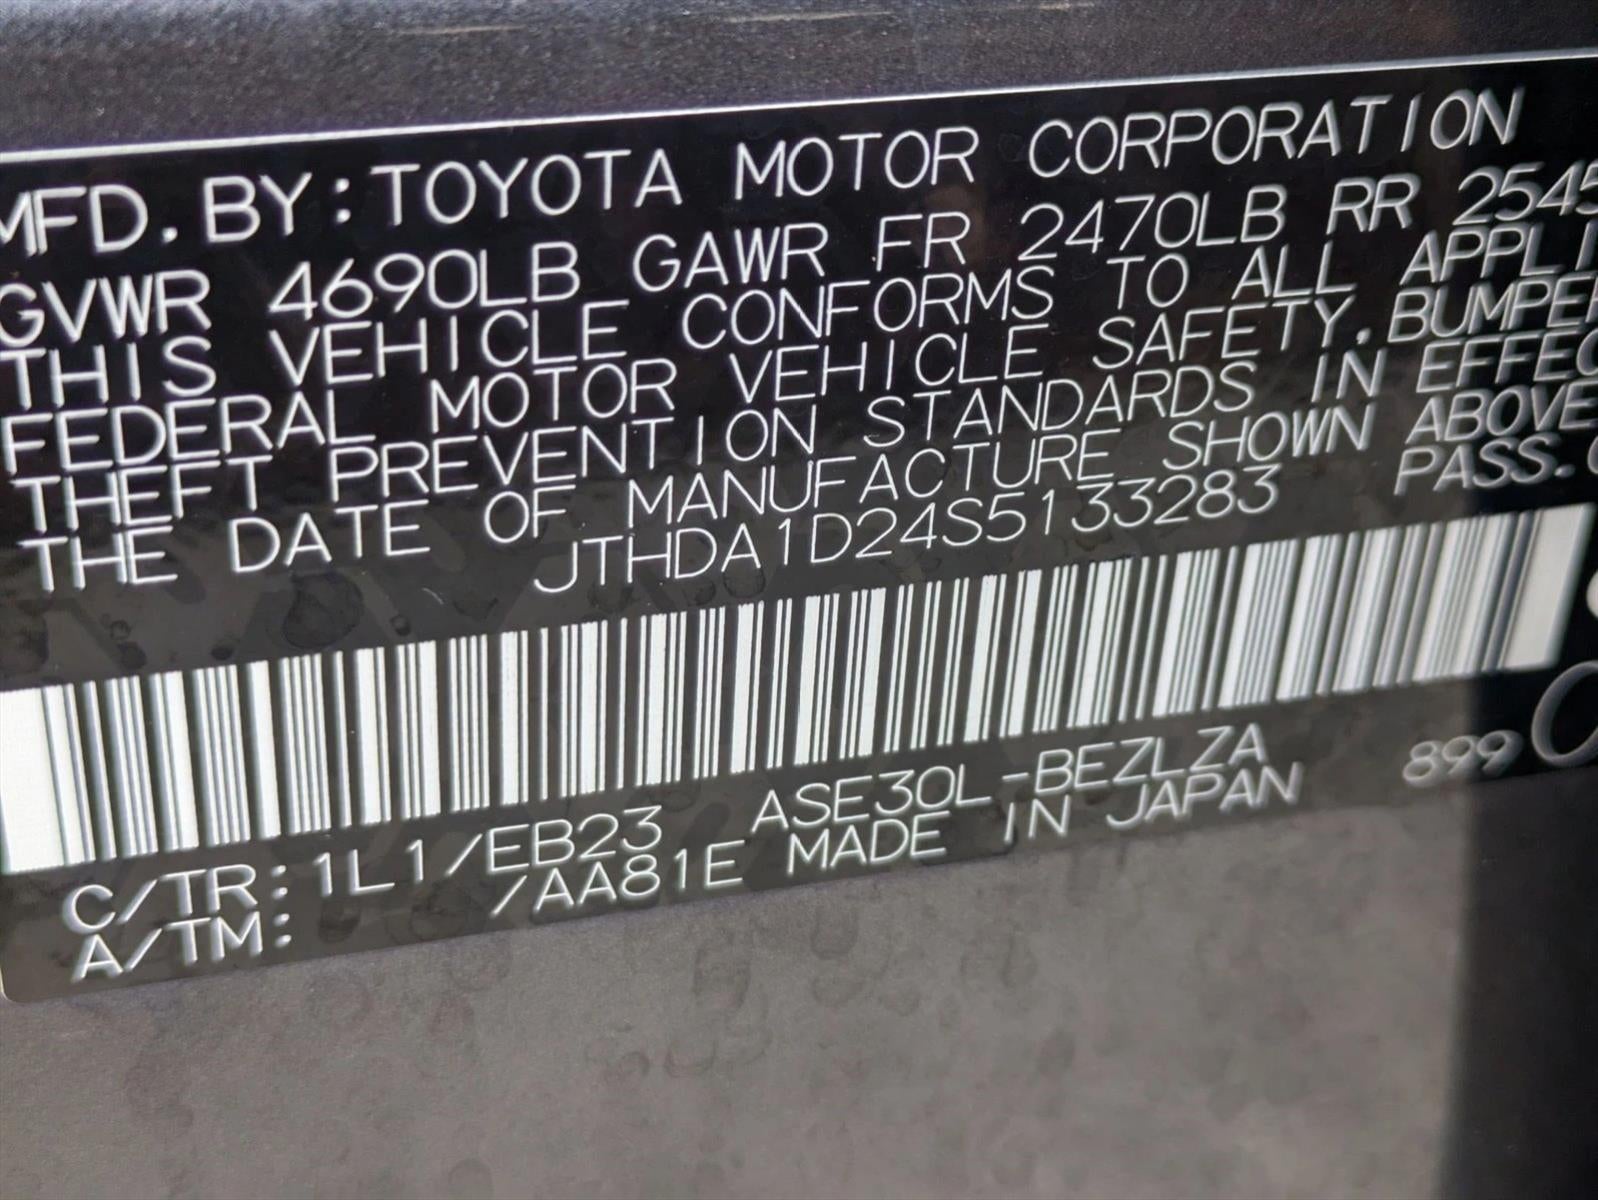 MFD. BY: TOYOTA MOTOR CORPORATION
GVWR 4690LB GAWR FR 2470LB RR 2545
THIS VEHICLE CONFORMS TO ALL APPLI
FEDERAL MOTOR VEHICLE SAFETY, BUMPER
THEFT PREVENTION STANDARDS IN EFFEC
THE DATE OF MANUFACTURE SHOWN ABOVE
JTHDA1D24S5133283 PASS.
C/TR: 1L1/EB23 ASE30L-BEZLZA
A/TM: /AA81E MADE IN JAPAN 899